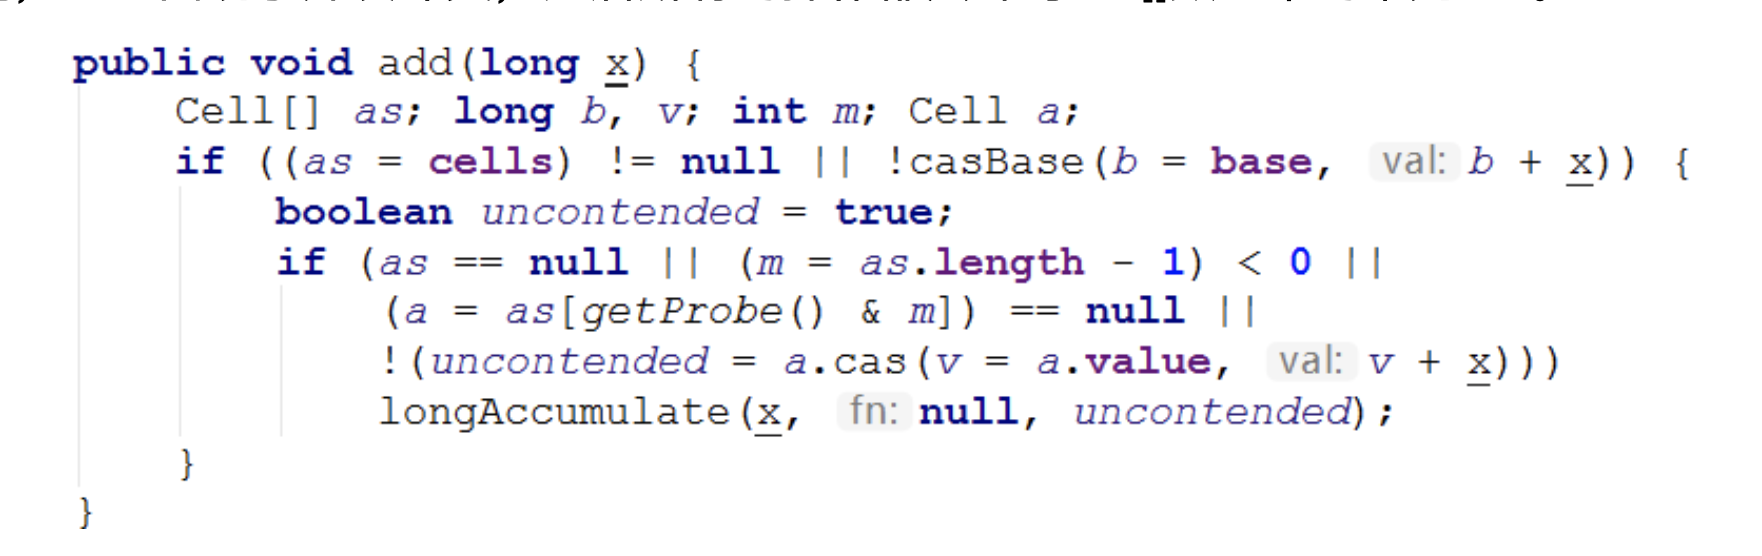 public void add(long x) {
Cell[] as; long b, v; int m; Cell a;
if ((as = cells) != null || !casBase(b = base, val: b + x)) {
boolean uncontended = true;
if (as == null || (m = as.length - 1) < 0 ||
(a = as[getProbe() & m]) == null ||
!(uncontended = a.cas(v = a.value, val: v + x)))
longAccumulate(x, fn: null, uncontended);
}
}